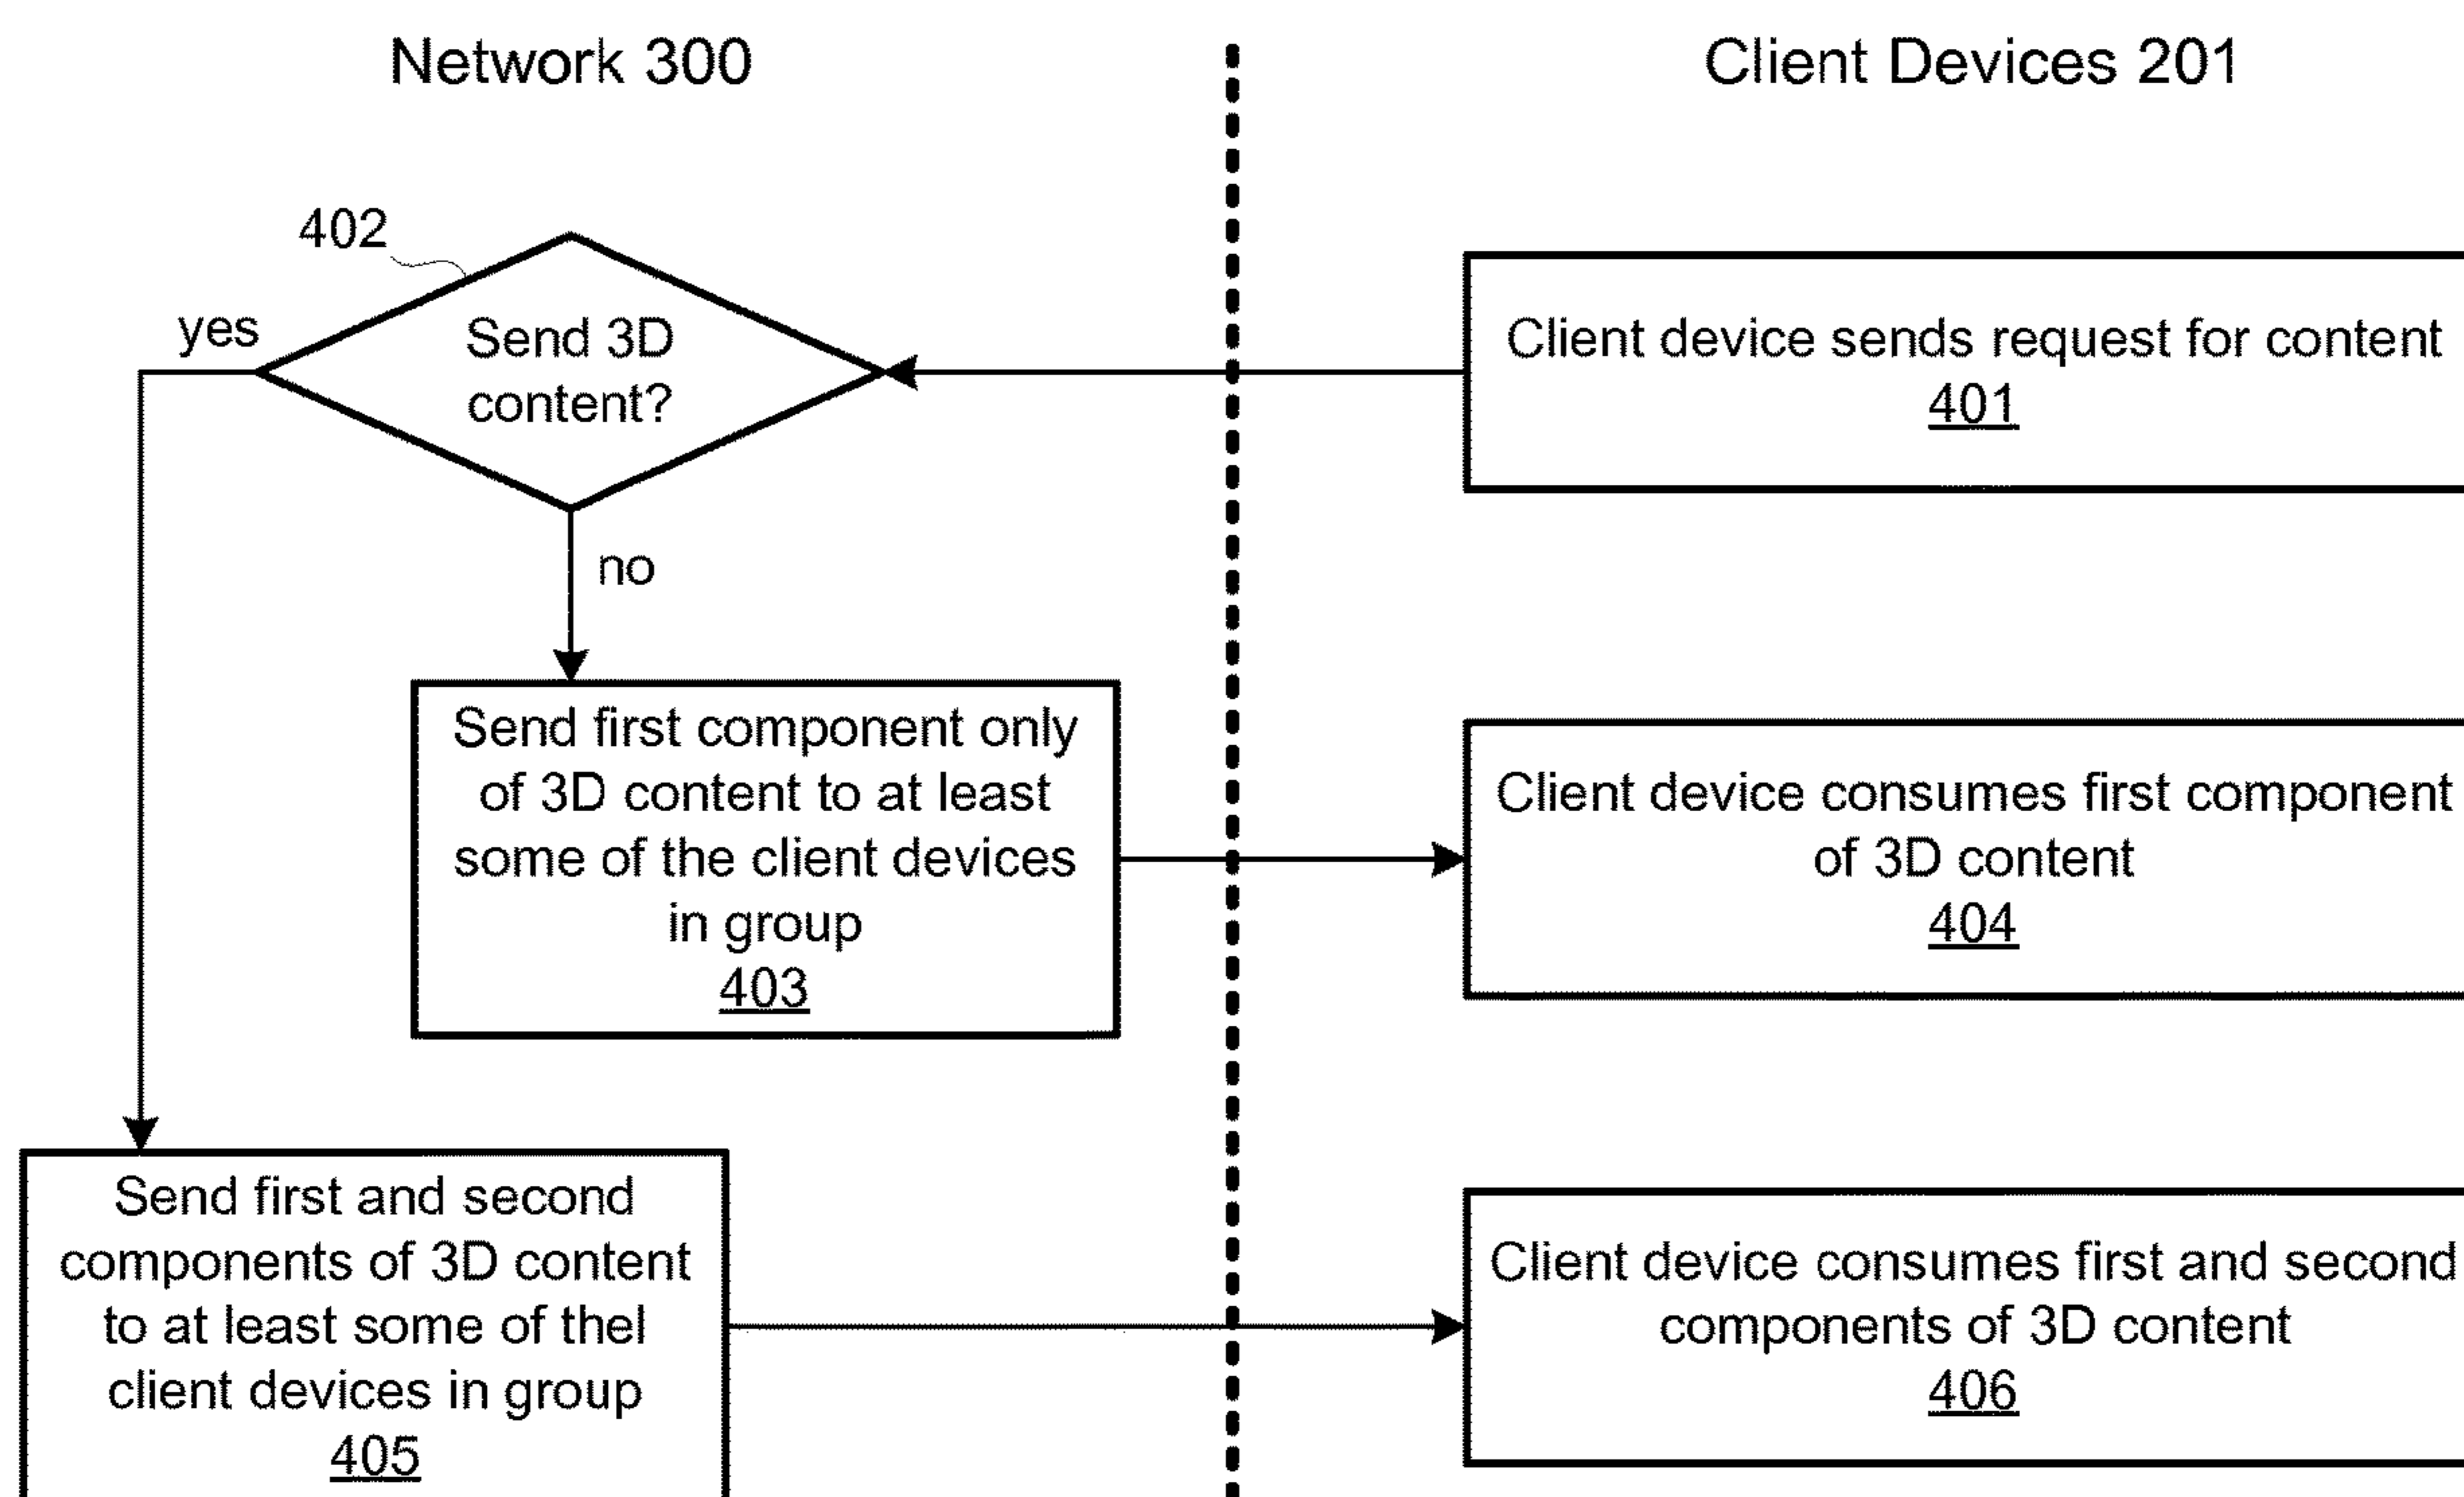 Network 300
Client Devices 201
402
yes
Send 3D
content?
no
Client device sends request for content
401
Send first component only
of 3D content to at least
some of the client devices
in group
403
Client device consumes first component
of 3D content
404
Send first and second
components of 3D content
to at least some of thel
client devices in group
405
Client device consumes first and second
components of 3D content
406